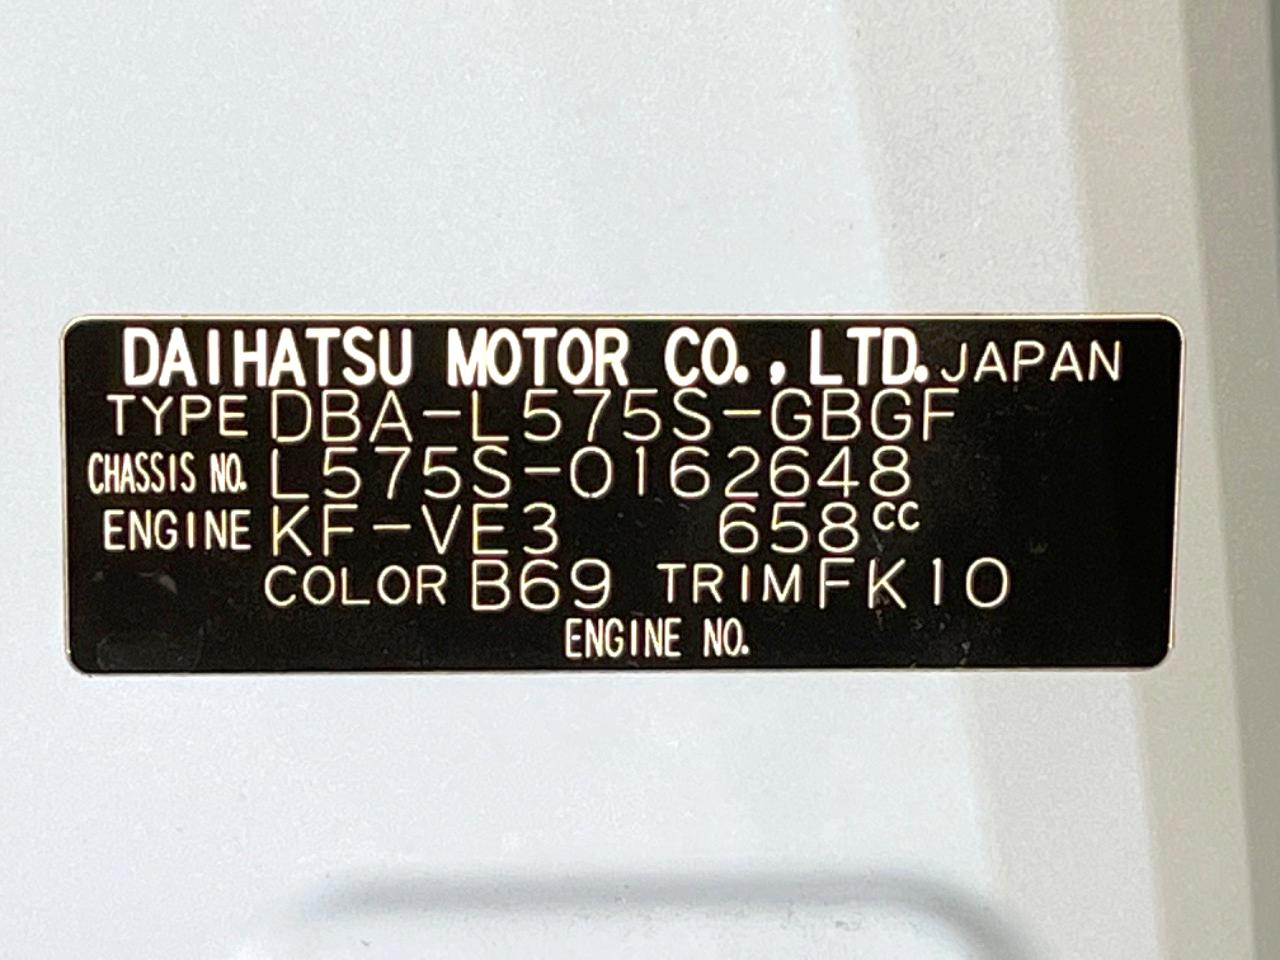 DAIHATSU MOTOR CO., LTD. JAPAN
TYPE DBA-L575S-GBGF
CHASSIS NO. L575S-0162648
ENGINE KF-VE3 658cc
COLOR B69 TRIM FK10
ENGINE NO.